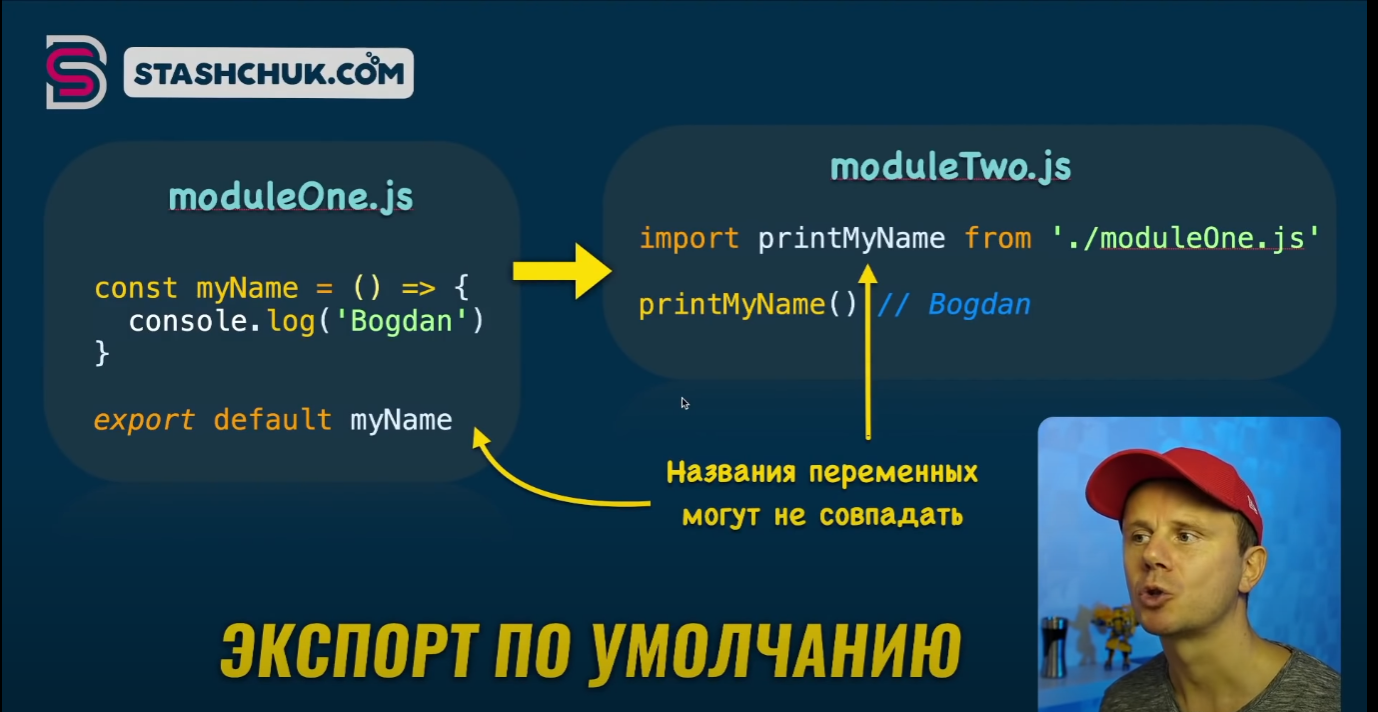 STASHCHUK.COM
moduleOne.js
const myName = () => {
console.log('Bogdan')
}
export default myName
moduleTwo.js
import printMyName from './moduleOne.js'
printMyName() // Bogdan
Названия переменных
могут не совпадать
ЭКСПОРТ ПО УМОЛЧАНИЮ